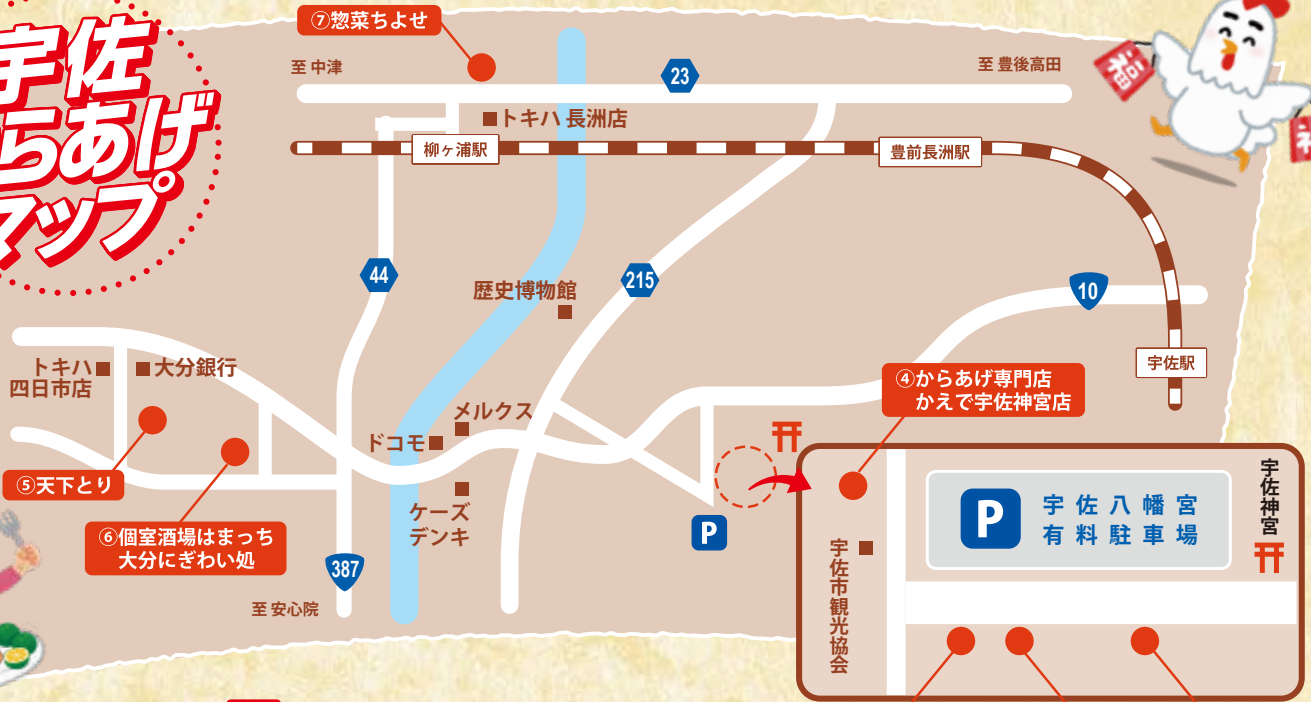 宇佐
らあげ
マップ
⑦惣菜ちよせ
至 中津
23
至 豊後高田
福
トキハ 長洲店
柳ヶ浦駅
豊前長洲駅
44
歴史博物館
215
10
トキハ
四日市店
大分銀行
宇佐駅
④からあげ専門店
かえで宇佐神宮店
メルクス
ドコモ
⑤天下とり
ケーズ
デンキ
⑥個室酒場はまっち
大分にぎわい処
P
387
至 安心院
宇佐市観光協会
P
宇佐八幡宮
有料駐車場
宇佐神宮